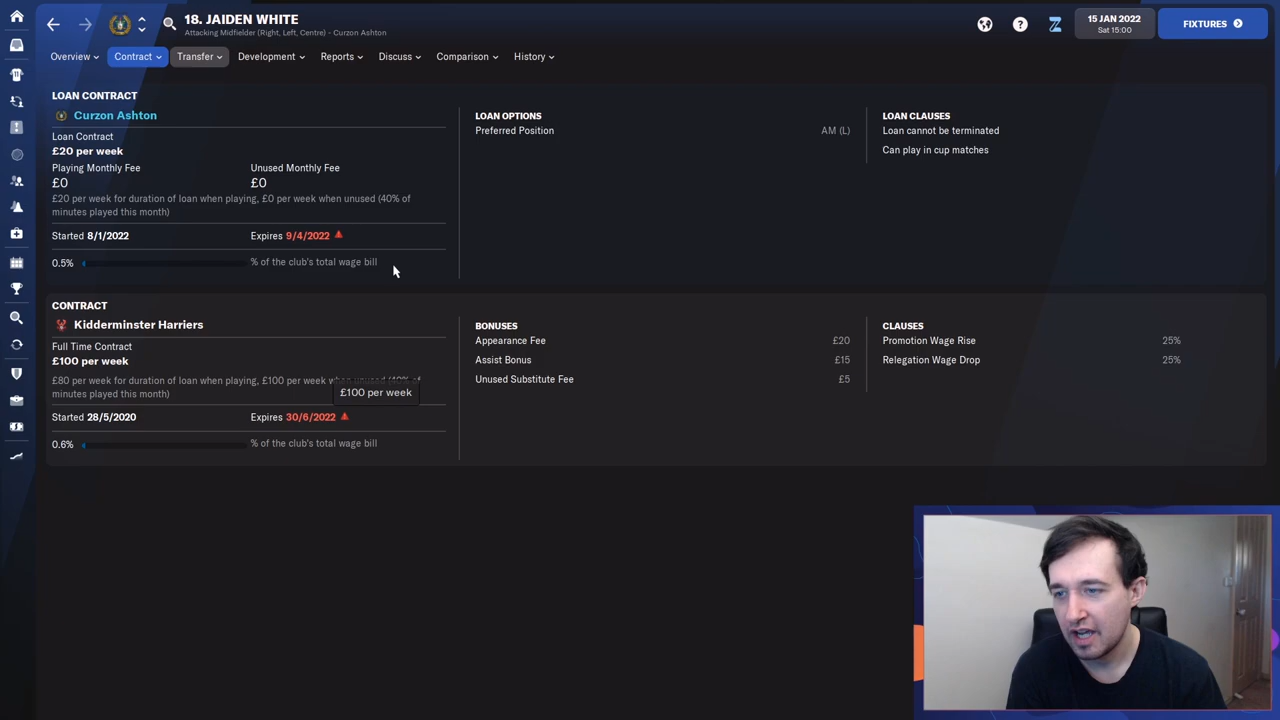 18. JAIDEN WHITE
Attacking Midfielder (Right, Left, Centre) - Curzon Ashton
15 JAN 2022
Sat 15:00
FIXTURES
Overview
Contract
Transfer
Development
Reports
Discuss
Comparison
History
LOAN CONTRACT
Curzon Ashton
Loan Contract
£20 per week
Playing Monthly Fee
Unused Monthly Fee
£0
£0
£20 per week for duration of loan when playing, £0 per week when unused (40% of
minutes played this month)
Started 8/1/2022
Expires 9/4/2022
0.5%
% of the club's total wage bill
LOAN OPTIONS
Preferred Position
AM (L)
LOAN CLAUSES
Loan cannot be terminated
Can play in cup matches
CONTRACT
Kidderminster Harriers
Full Time Contract
£100 per week
£80 per week for duration of loan when playing, £100 per week when unused (40% of
minutes played this month)
£100 per week
Started 28/5/2020
Expires 30/6/2022
0.6%
% of the club's total wage bill
BONUSES
Appearance Fee
£20
Assist Bonus
£15
Unused Substitute Fee
£5
CLAUSES
Promotion Wage Rise
25%
Relegation Wage Drop
25%